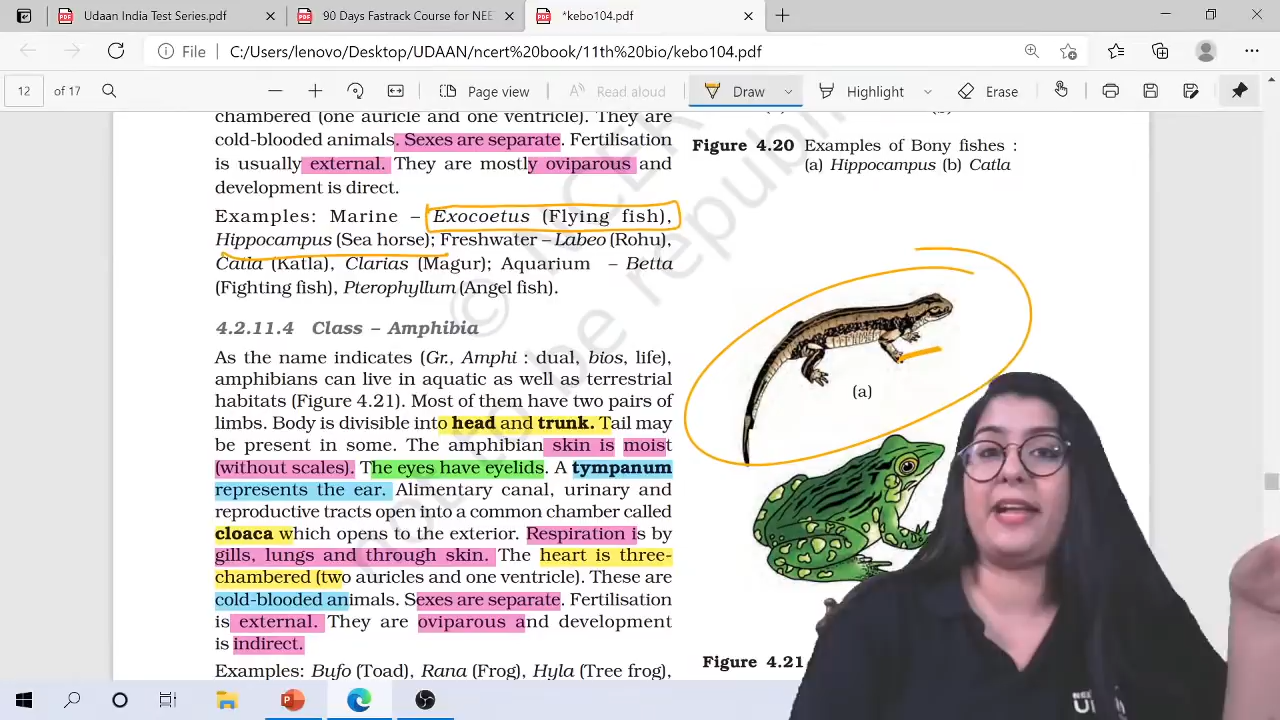 Udaan India Test Series.pdf
90 Days Fastrack Course for NEE
*kebo104.pdf
File
C:/Users/lenovo/Desktop/UDAAN/ncert%20book/11th%20bio/kebo104.pdf
12 of 17
Page view
Read aloud
Draw
Highlight
Erase
chambered (one auricle and one ventricle). They are
cold-blooded animals. Sexes are separate. Fertilisation
is usually external. They are mostly oviparous and
development is direct.
Examples: Marine – Exocoetus (Flying fish),
Hippocampus (Sea horse); Freshwater – Labeo (Rohu),
Catla (Katla), Clarias (Magur); Aquarium – Betta
(Fighting fish), Pterophyllum (Angel fish).
4.2.11.4 Class – Amphibia
As the name indicates (Gr., Amphi : dual, bios, life),
amphibians can live in aquatic as well as terrestrial
habitats (Figure 4.21). Most of them have two pairs of
limbs. Body is divisible into head and trunk. Tail may
be present in some. The amphibian skin is moist
(without scales). The eyes have eyelids. A tympanum
represents the ear. Alimentary canal, urinary and
reproductive tracts open into a common chamber called
cloaca which opens to the exterior. Respiration is by
gills, lungs and through skin. The heart is three-
chambered (two auricles and one ventricle). These are
cold-blooded animals. Sexes are separate. Fertilisation
is external. They are oviparous and development
is indirect.
Examples: Bufo (Toad), Rana (Frog), Hyla (Tree frog),
Figure 4.20 Examples of Bony fishes :
(a) Hippocampus (b) Catla
(a)
Figure 4.21